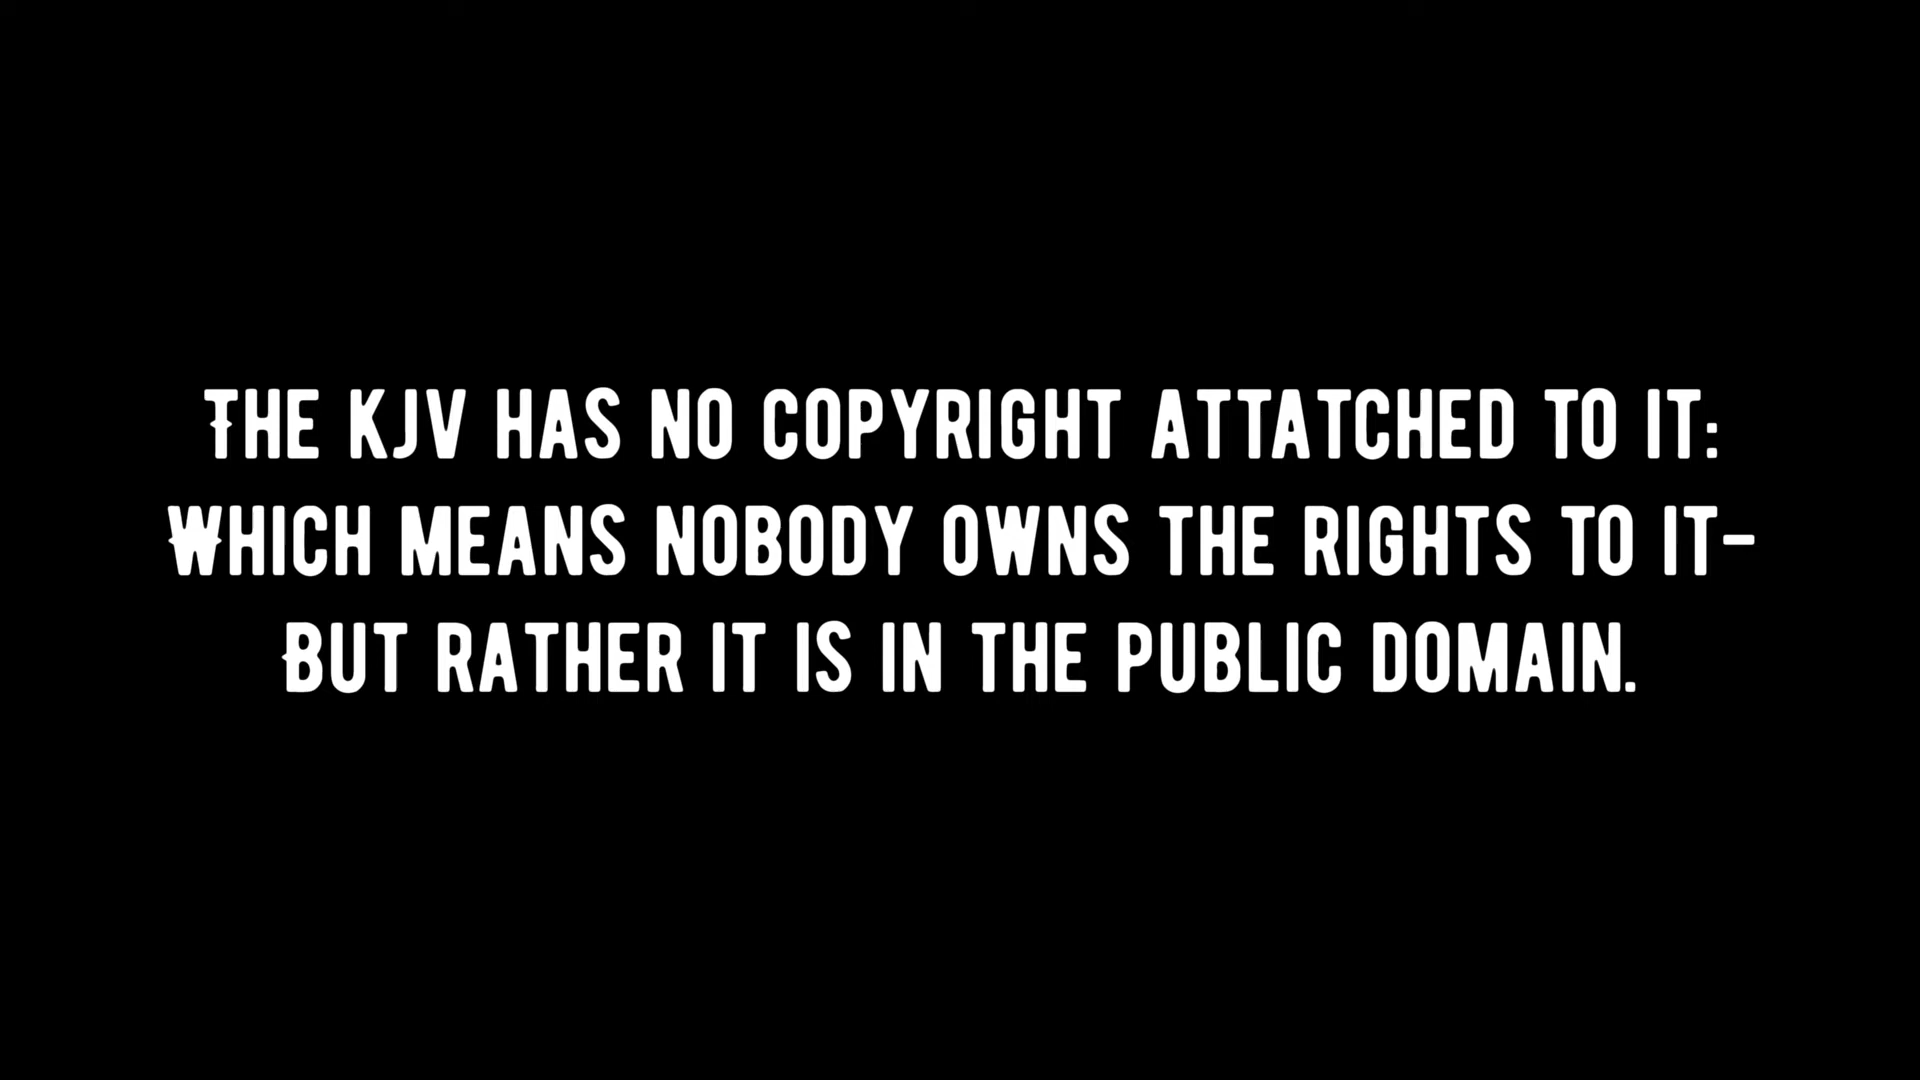 The KJV has no copyright attatched to it:
Which means nobody owns the rights to it-
But rather it is in the public domain.